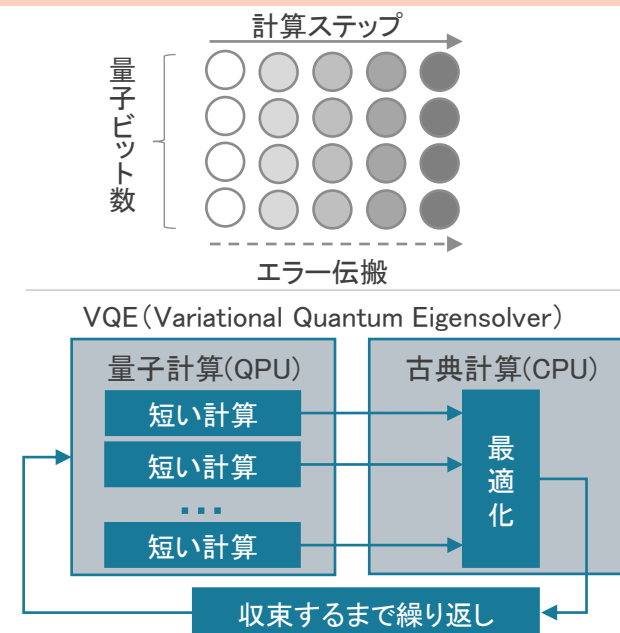 計算ステップ
量子ビット数
エラー伝搬
VQE(Variational Quantum Eigensolver)
量子計算(QPU)
古典計算(CPU)
短い計算
短い計算
...
短い計算
最適化
収束するまで繰り返し